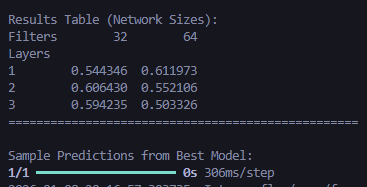 Results Table (Network Sizes):
Filters 32 64
Layers
1 0.544346 0.611973
2 0.606430 0.552106
3 0.594235 0.503326
==================================================
Sample Predictions from Best Model:
1/1 ━━━━━━━━━━━━━━━━━━━━ 0s 306ms/step